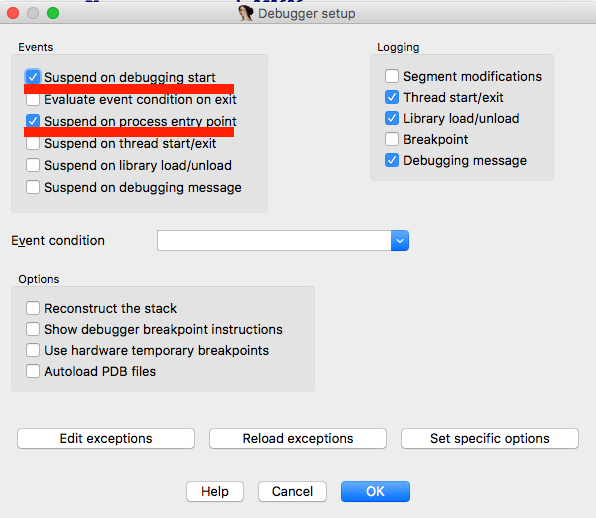 Debugger setup
Events
Suspend on debugging start
Evaluate event condition on exit
Suspend on process entry point
Suspend on thread start/exit
Suspend on library load/unload
Suspend on debugging message
Logging
Segment modifications
Thread start/exit
Library load/unload
Breakpoint
Debugging message
Event condition
Options
Reconstruct the stack
Show debugger breakpoint instructions
Use hardware temporary breakpoints
Autoload PDB files
Edit exceptions
Reload exceptions
Set specific options
Help
Cancel
OK